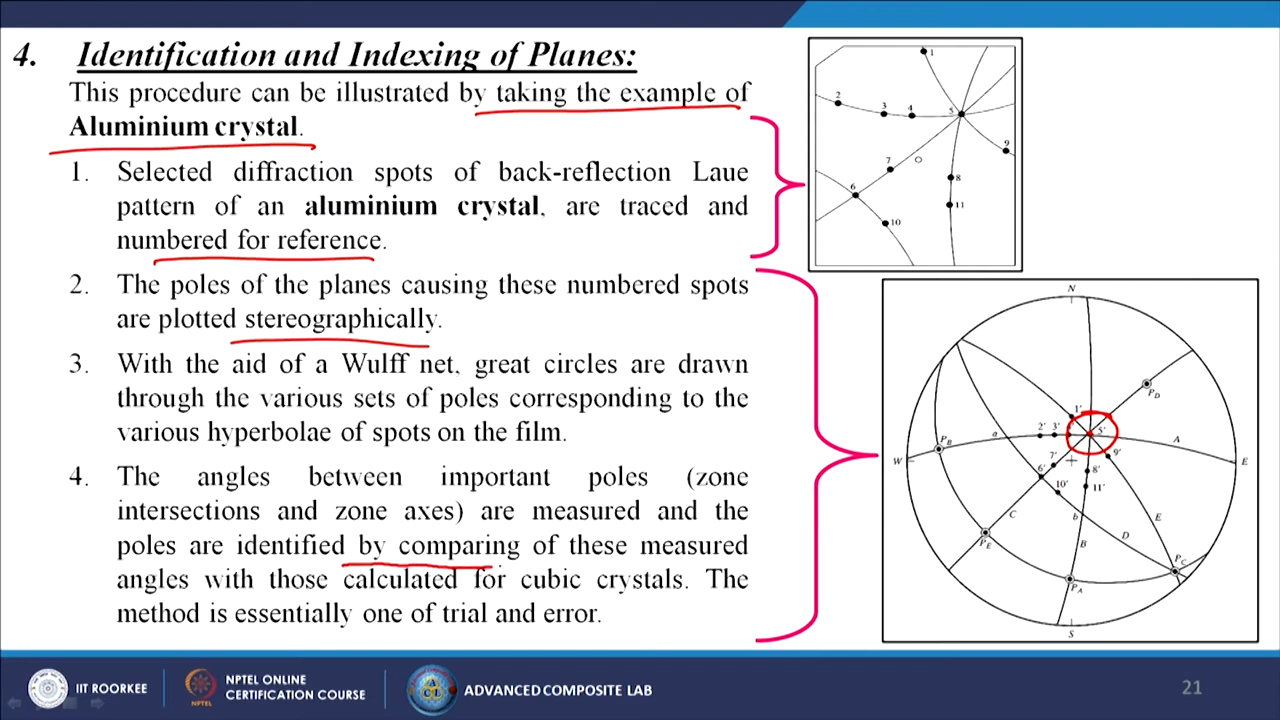 4. Identification and Indexing of Planes:
This procedure can be illustrated by taking the example of
Aluminium crystal.
1. Selected diffraction spots of back-reflection Laue
pattern of an aluminium crystal, are traced and
numbered for reference.
2. The poles of the planes causing these numbered spots
are plotted stereographically.
3. With the aid of a Wulff net, great circles are drawn
through the various sets of poles corresponding to the
various hyperbolae of spots on the film.
4. The angles between important poles (zone
intersections and zone axes) are measured and the
poles are identified by comparing of these measured
angles with those calculated for cubic crystals. The
method is essentially one of trial and error.
1
2
3 4 5
9
7
6
8
11
10
N
P_D
1'
2' 3' 5'
a A
P_B
W E
9'
7'
6' 8'
10' 11'
C b E
D
P_E B
P_C
P_A
S
IIT ROORKEE
NPTEL ONLINE
CERTIFICATION COURSE
NPTEL
ADVANCED COMPOSITE LAB
21